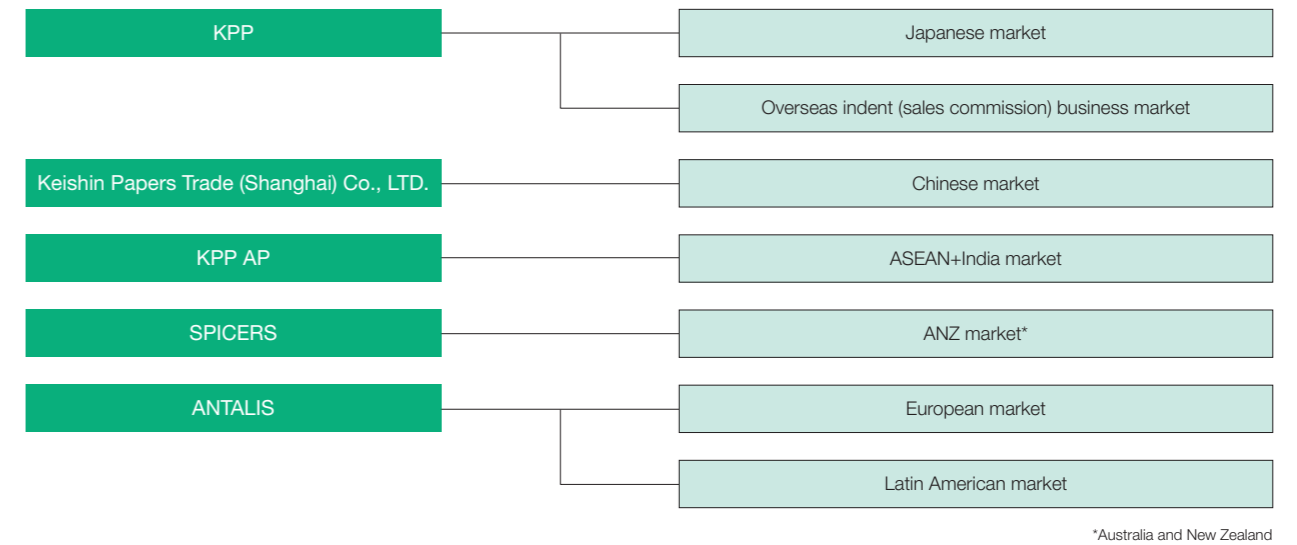 KPP
Japanese market
Overseas indent (sales commission) business market
Keishin Papers Trade (Shanghai) Co., LTD.
Chinese market
KPP AP
ASEAN+India market
SPICERS
ANZ market*
ANTALIS
European market
Latin American market
*Australia and New Zealand